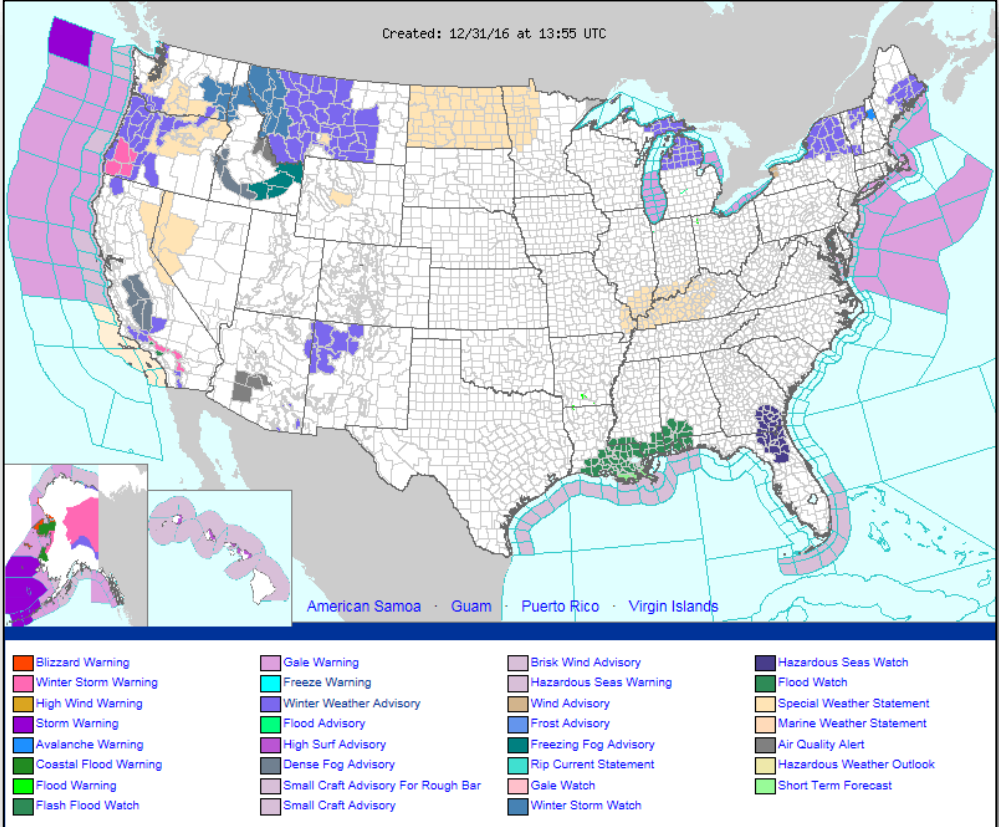 Created: 12/31/16 at 13:55 UTC
American Samoa · Guam · Puerto Rico · Virgin Islands
Blizzard Warning
Winter Storm Warning
High Wind Warning
Storm Warning
Avalanche Warning
Coastal Flood Warning
Flood Warning
Flash Flood Watch
Gale Warning
Freeze Warning
Winter Weather Advisory
Flood Advisory
High Surf Advisory
Dense Fog Advisory
Small Craft Advisory For Rough Bar
Small Craft Advisory
Brisk Wind Advisory
Hazardous Seas Warning
Wind Advisory
Frost Advisory
Freezing Fog Advisory
Rip Current Statement
Gale Watch
Winter Storm Watch
Hazardous Seas Watch
Flood Watch
Special Weather Statement
Marine Weather Statement
Air Quality Alert
Hazardous Weather Outlook
Short Term Forecast